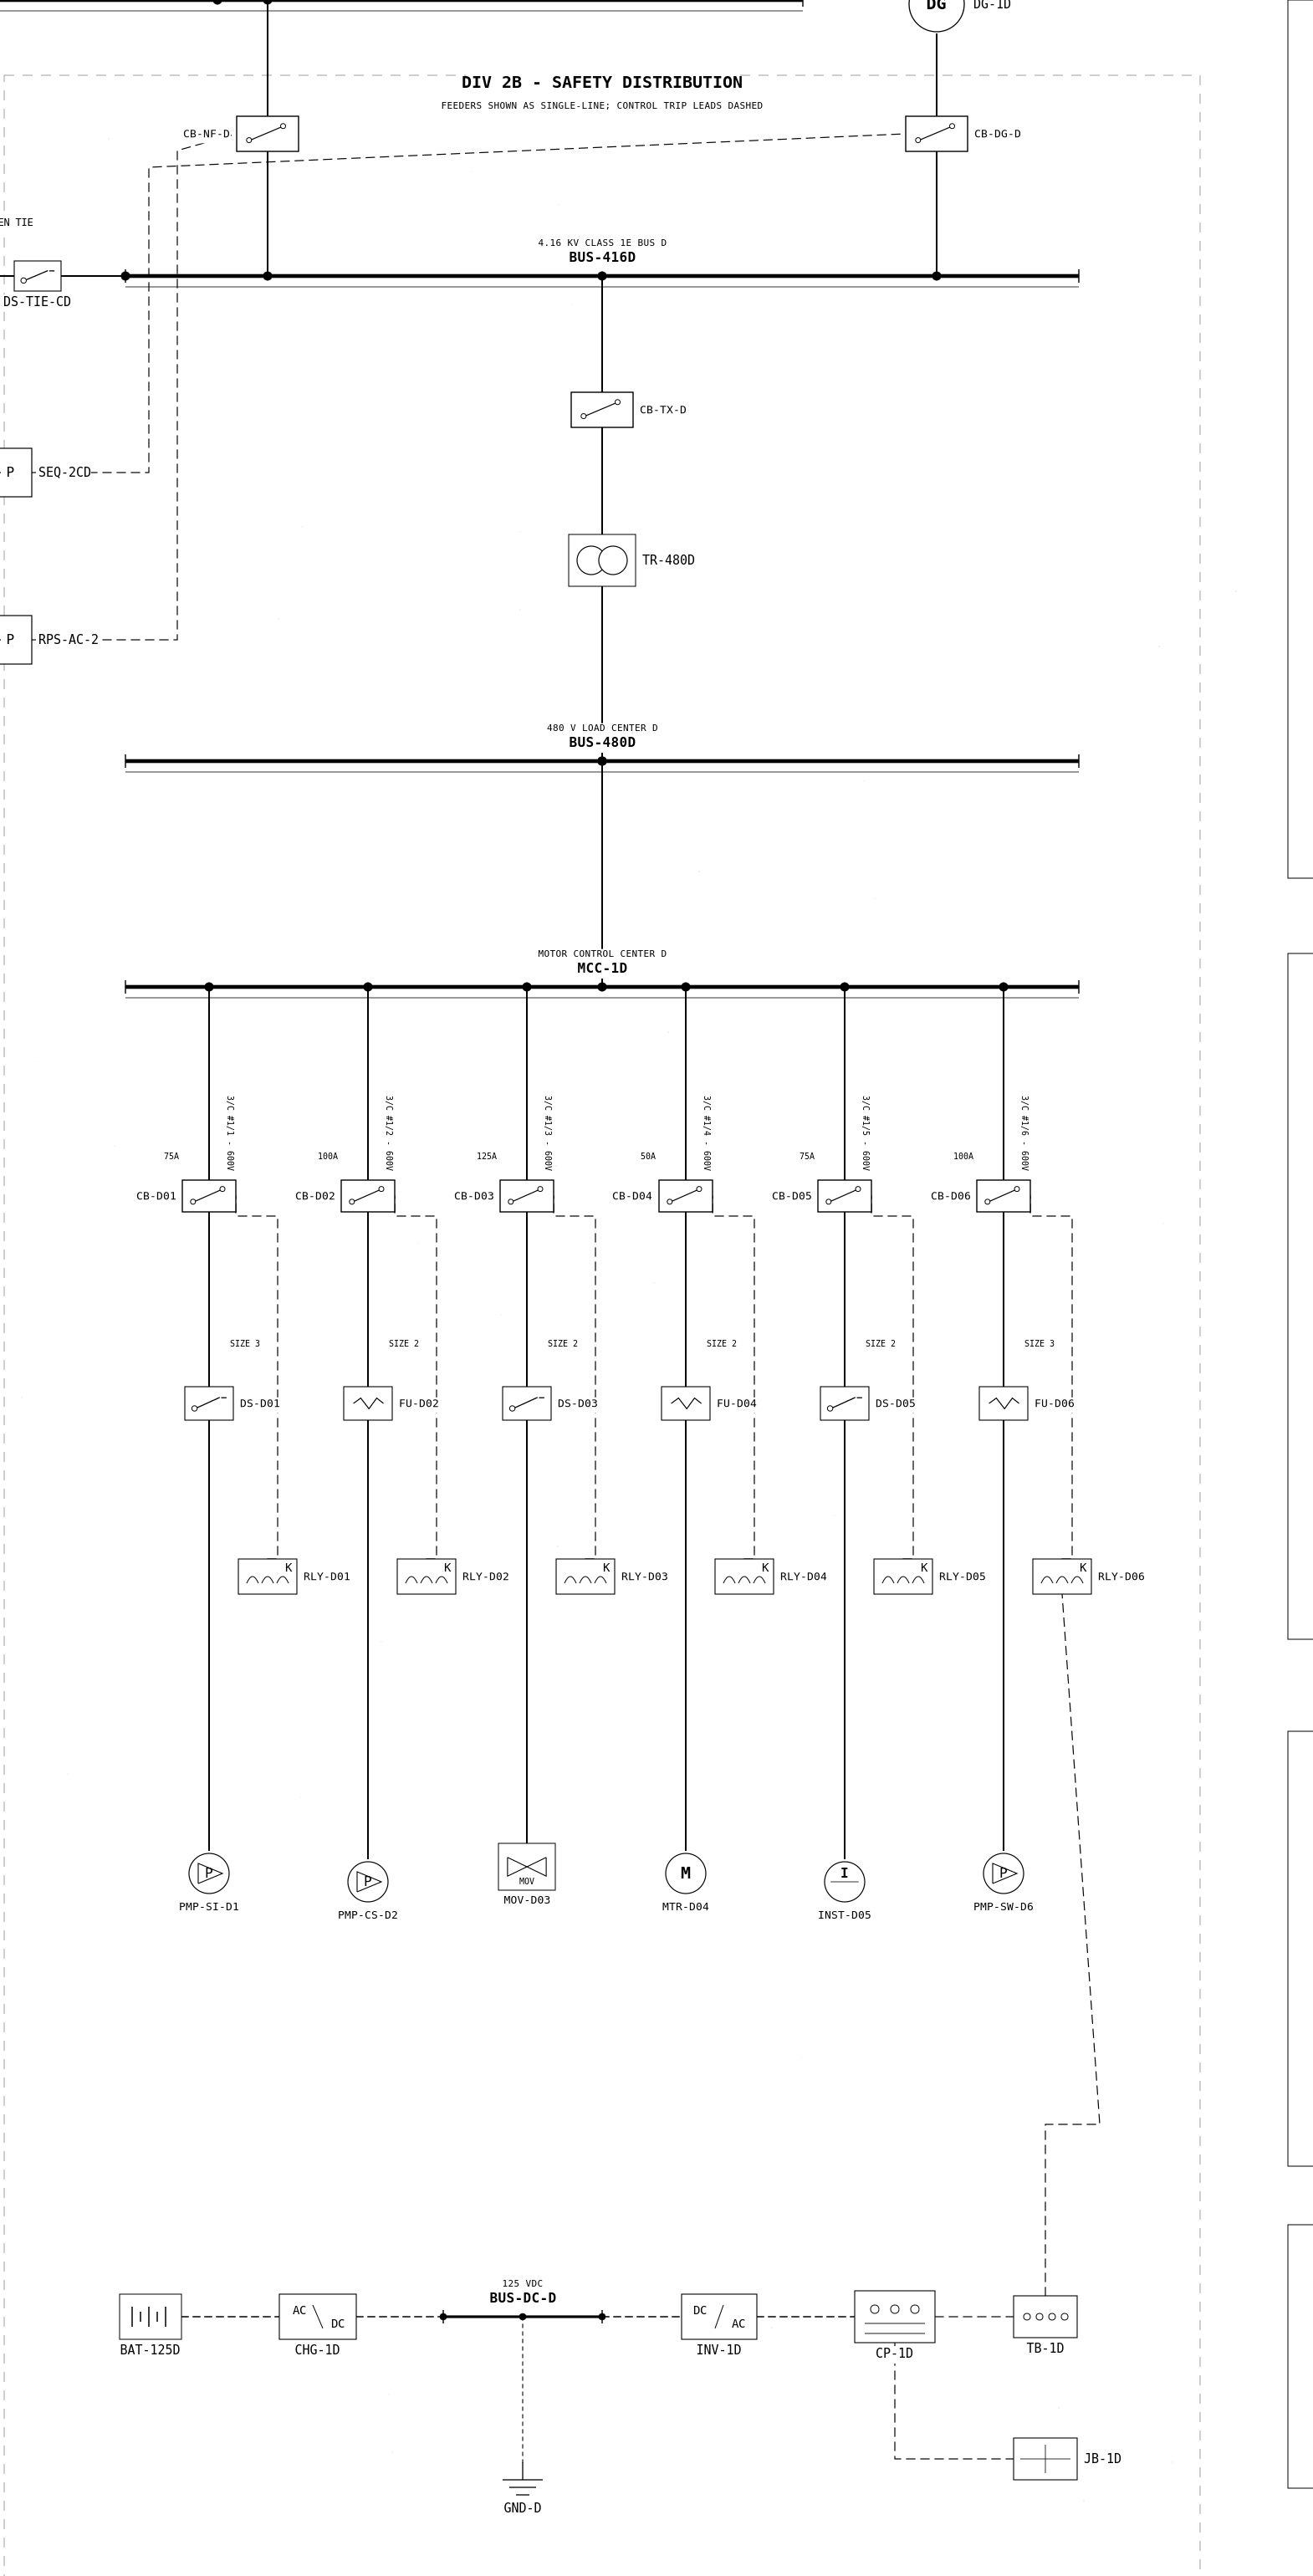 DG
DG-1D
DIV 2B - SAFETY DISTRIBUTION
FEEDERS SHOWN AS SINGLE-LINE; CONTROL TRIP LEADS DASHED
CB-NF-D
CB-DG-D
EN TIE
4.16 KV CLASS 1E BUS D
BUS-416D
DS-TIE-CD
CB-TX-D
P
SEQ-2CD
TR-480D
P
RPS-AC-2
480 V LOAD CENTER D
BUS-480D
MOTOR CONTROL CENTER D
MCC-1D
3/C #1/1 - 600V
3/C #1/2 - 600V
3/C #1/3 - 600V
3/C #1/4 - 600V
3/C #1/5 - 600V
3/C #1/6 - 600V
75A
100A
125A
50A
75A
100A
CB-D01
CB-D02
CB-D03
CB-D04
CB-D05
CB-D06
SIZE 3
SIZE 2
SIZE 2
SIZE 2
SIZE 2
SIZE 3
DS-D01
FU-D02
DS-D03
FU-D04
DS-D05
FU-D06
K
RLY-D01
K
RLY-D02
K
RLY-D03
K
RLY-D04
K
RLY-D05
K
RLY-D06
P
PMP-SI-D1
P
PMP-CS-D2
MOV
MOV-D03
M
MTR-D04
I
INST-D05
P
PMP-SW-D6
125 VDC
BUS-DC-D
BAT-125D
AC
DC
CHG-1D
DC
AC
INV-1D
CP-1D
TB-1D
JB-1D
GND-D